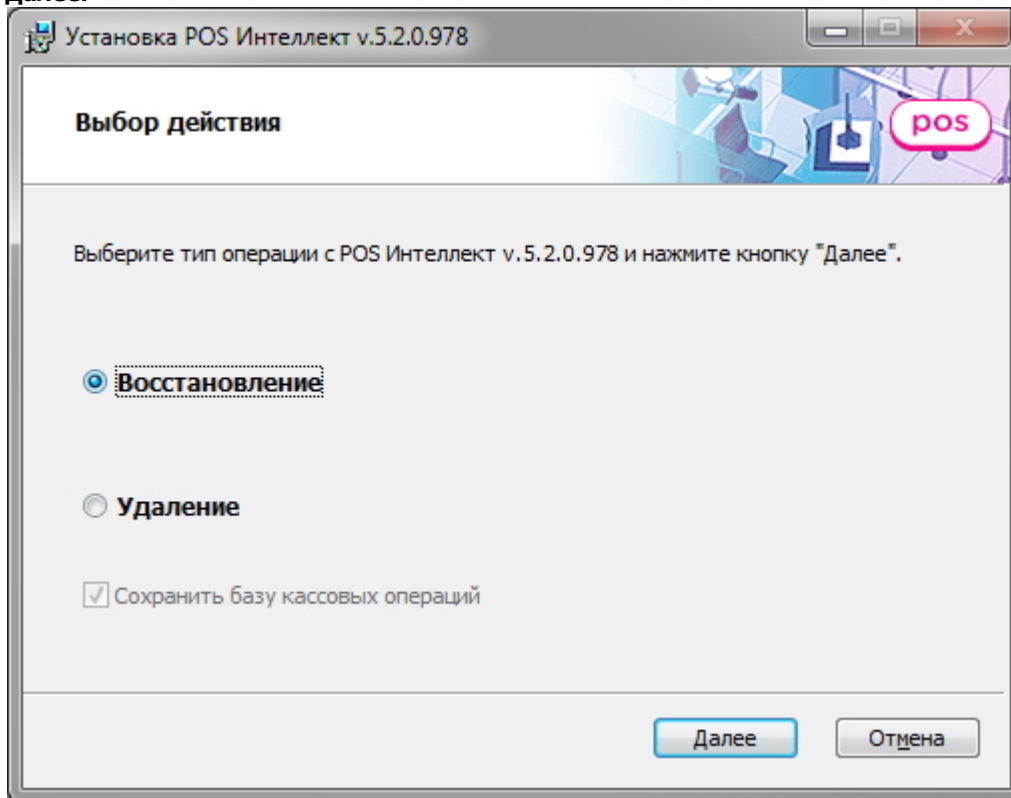 Далее.
Установка POS Интеллект v.5.2.0.978
Выбор действия
pos
Выберите тип операции с POS Интеллект v.5.2.0.978 и нажмите кнопку "Далее".
Восстановление
Удаление
Сохранить базу кассовых операций
Далее
Отмена